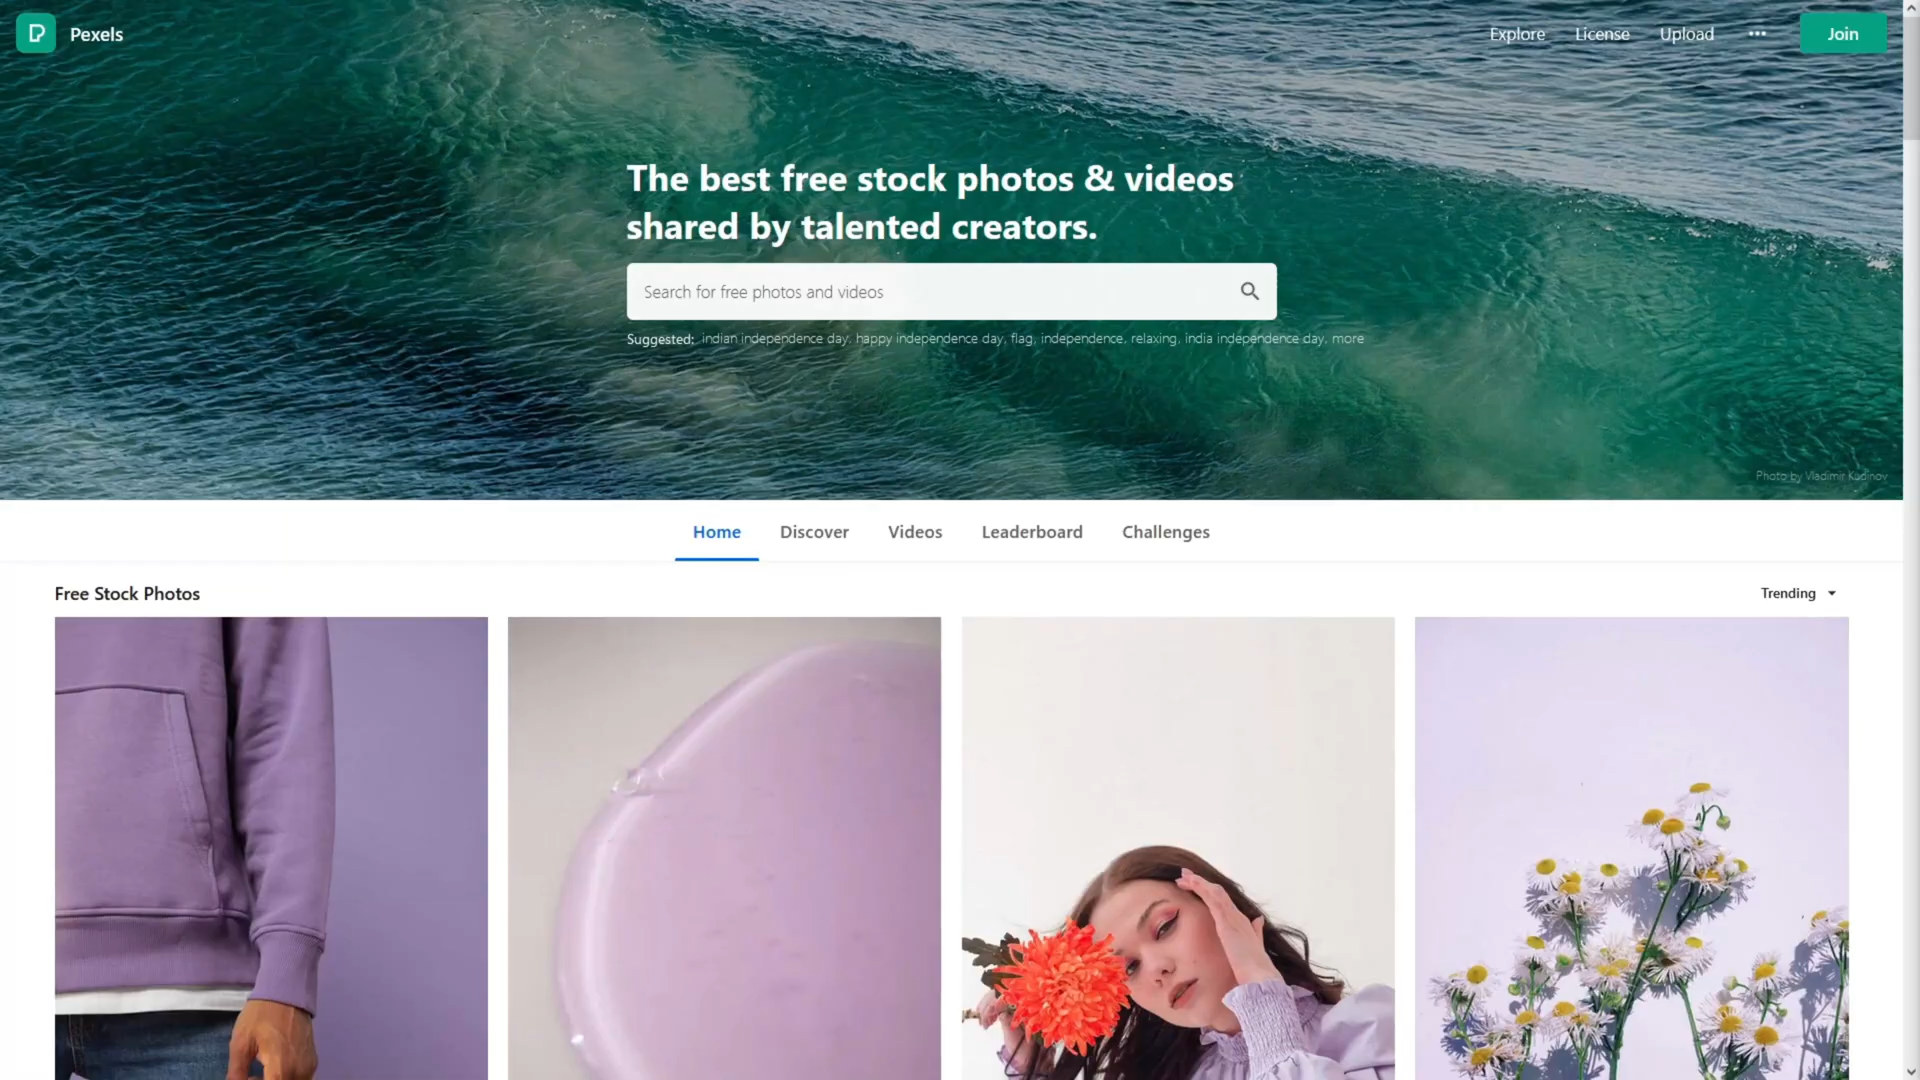 Pexels
Explore
License
Upload
Join
The best free stock photos & videos
shared by talented creators.
Search for free photos and videos
Suggested: indian independence day, happy independence day, flag, independence, relaxing, india independence day, more
Photo by Vladimir Kudinov
Home
Discover
Videos
Leaderboard
Challenges
Free Stock Photos
Trending